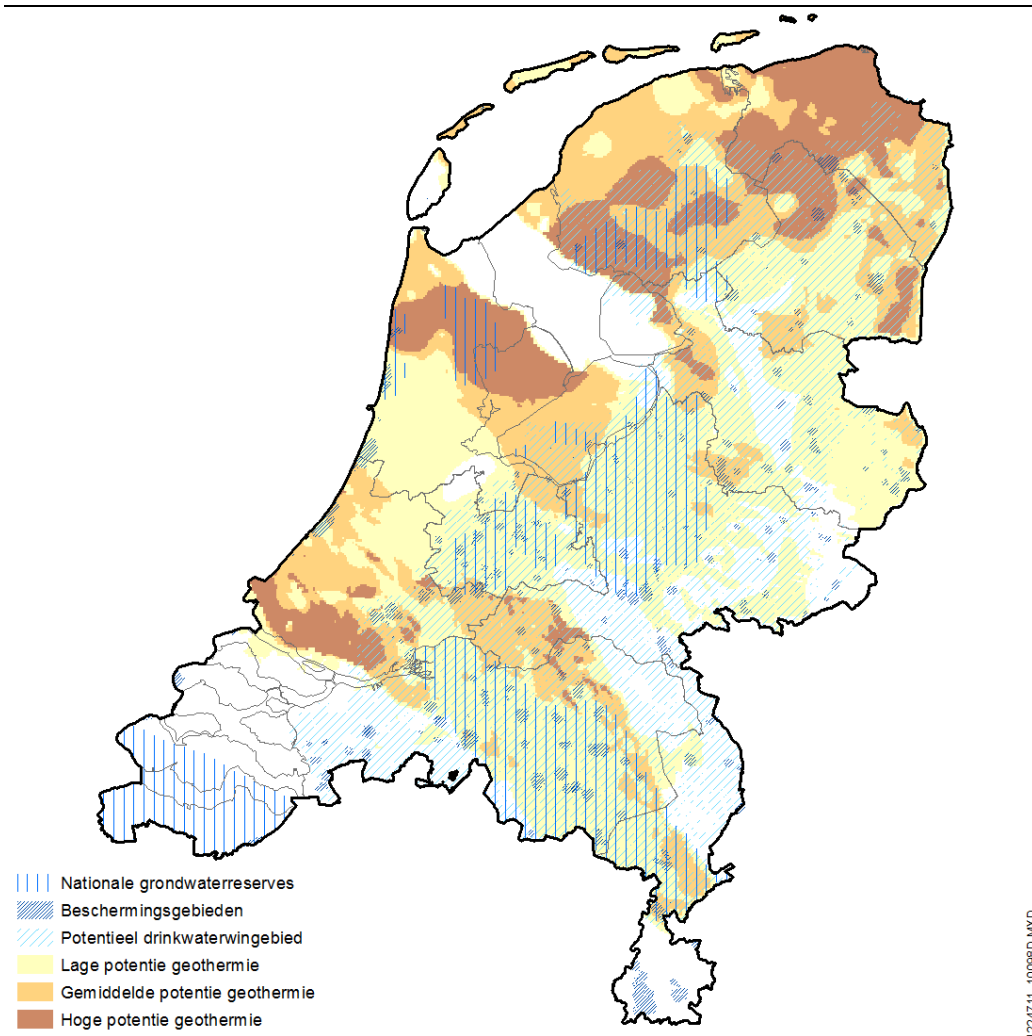 Nationale grondwaterreserves
Beschermingsgebieden
Potentieel drinkwaterwingebied
Lage potentie geothermie
Gemiddelde potentie geothermie
Hoge potentie geothermie